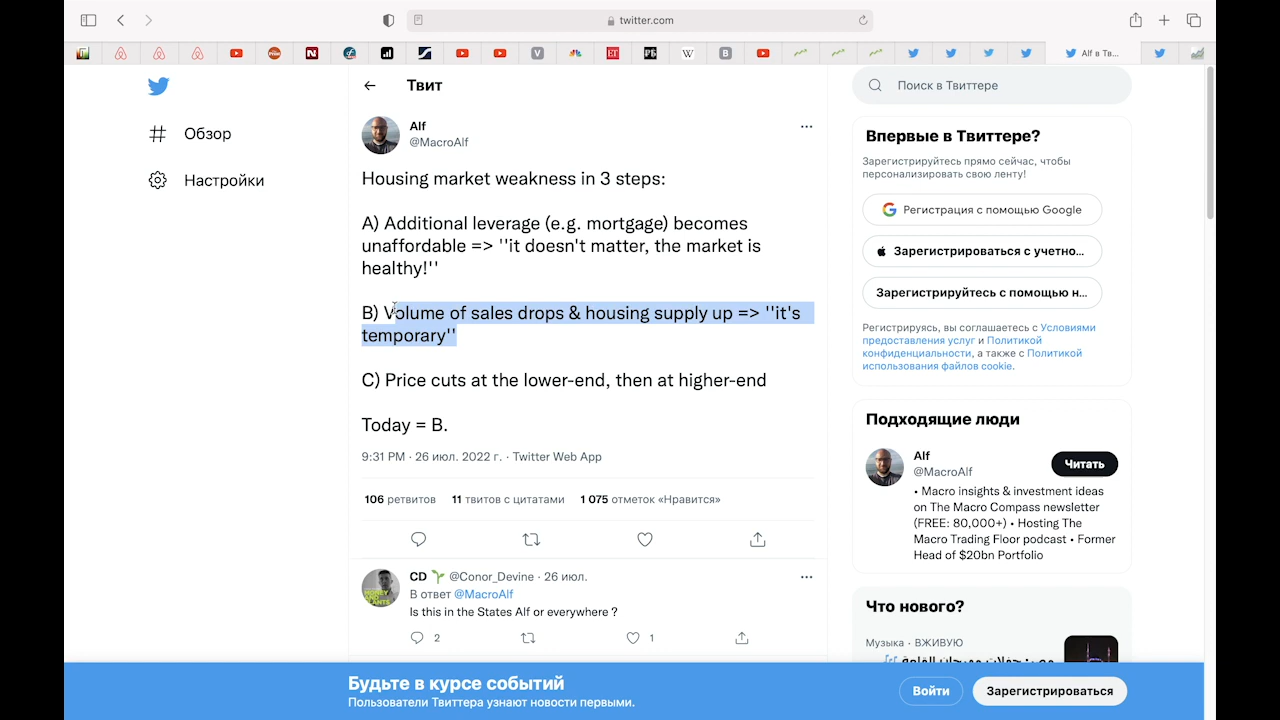 twitter.com
Alf в Тв...
Твит
Поиск в Твиттере
Обзор
Настройки
Alf
@MacroAlf
Housing market weakness in 3 steps:
A) Additional leverage (e.g. mortgage) becomes
unaffordable => ''it doesn't matter, the market is
healthy!''
B) Volume of sales drops & housing supply up => ''it's
temporary''
C) Price cuts at the lower-end, then at higher-end
Today = B.
9:31 PM · 26 июл. 2022 г. · Twitter Web App
106 ретвитов 11 твитов с цитатами 1 075 отметок «Нравится»
CD @Conor_Devine · 26 июл.
В ответ @MacroAlf
Is this in the States Alf or everywhere ?
2 1
Впервые в Твиттере?
Зарегистрируйтесь прямо сейчас, чтобы
персонализировать свою ленту!
Регистрация с помощью Google
Зарегистрироваться с учетно...
Зарегистрируйтесь с помощью н...
Регистрируясь, вы соглашаетесь с Условиями
предоставления услуг и Политикой
конфиденциальности, а также с Политикой
использования файлов cookie.
Подходящие люди
Alf
@MacroAlf
Читать
• Macro insights & investment ideas
on The Macro Compass newsletter
(FREE: 80,000+) • Hosting The
Macro Trading Floor podcast • Former
Head of $20bn Portfolio
Что нового?
Музыка · ВЖИВУЮ
Будьте в курсе событий
Пользователи Твиттера узнают новости первыми.
Войти
Зарегистрироваться